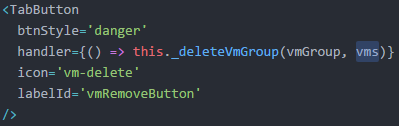 <TabButton
btnStyle='danger'
handler={() => this._deleteVmGroup(vmGroup, vms)}
icon='vm-delete'
labelId='vmRemoveButton'
/>